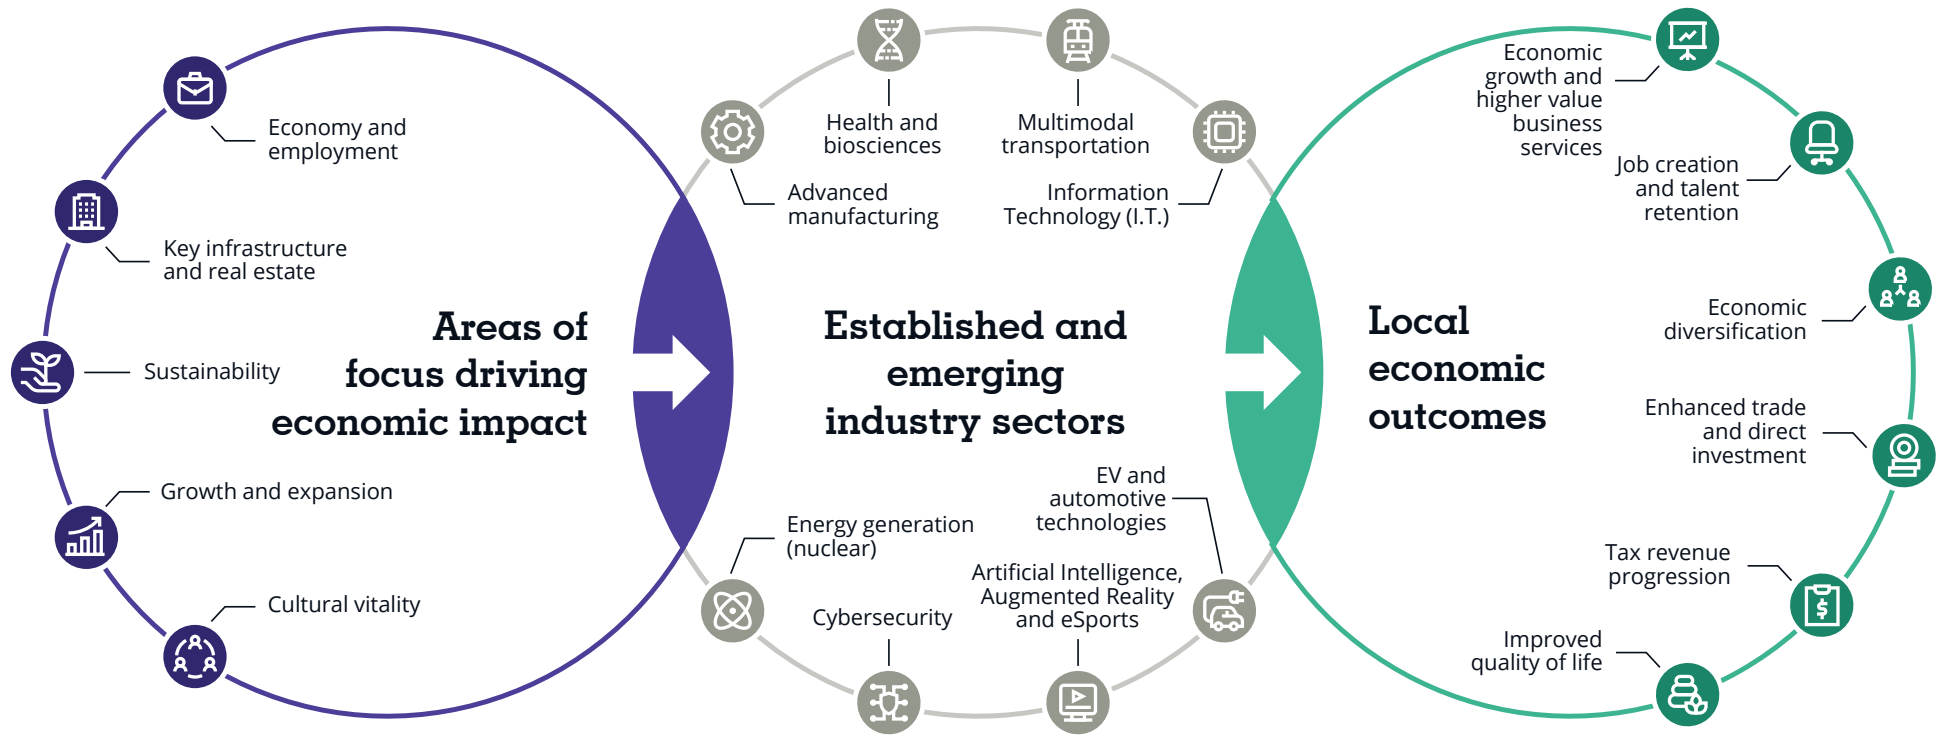 Economy and
employment
Key infrastructure
and real estate
Sustainability
Areas of
focus driving
economic impact
Growth and expansion
Cultural vitality
Health and
biosciences
Multimodal
transportation
Advanced
manufacturing
Information
Technology (I.T.)
Established and
emerging
industry sectors
EV and
automotive
technologies
Energy generation
(nuclear)
Artificial Intelligence,
Augmented Reality
and eSports
Cybersecurity
Economic
growth and
higher value
business
services
Job creation
and talent
retention
Economic
diversification
Local
economic
outcomes
Enhanced trade
and direct
investment
Tax revenue
progression
$
Improved
quality of life